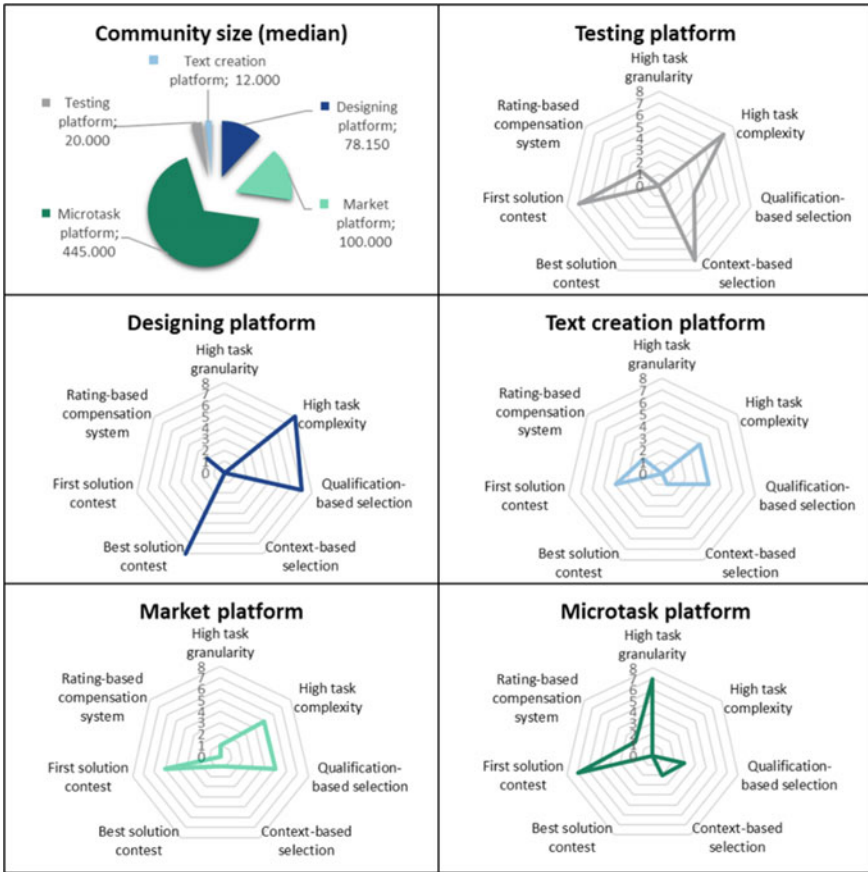 Community size (median)
Text creation
platform; 12.000
Testing
platform;
20.000
Designing
platform;
78.150
Market
platform;
100.000
Microtask
platform;
445.000
Testing platform
High task
granularity
8
7
6
5
4
3
2
1
0
High task
complexity
Qualification-
based selection
Context-based
selection
Best solution
contest
First solution
contest
Rating-based
compensation
system
Designing platform
High task
granularity
8
7
6
5
4
3
2
1
0
High task
complexity
Qualification-
based selection
Context-based
selection
Best solution
contest
First solution
contest
Rating-based
compensation
system
Text creation platform
High task
granularity
8
7
6
5
4
3
2
1
0
High task
complexity
Qualification-
based selection
Context-based
selection
Best solution
contest
First solution
contest
Rating-based
compensation
system
Market platform
High task
granularity
8
7
6
5
4
3
2
1
0
High task
complexity
Qualification-
based selection
Context-based
selection
Best solution
contest
First solution
contest
Rating-based
compensation
system
Microtask platform
High task
granularity
8
7
6
5
4
3
2
1
0
High task
complexity
Qualification-
based selection
Context-based
selection
Best solution
contest
First solution
contest
Rating-based
compensation
system